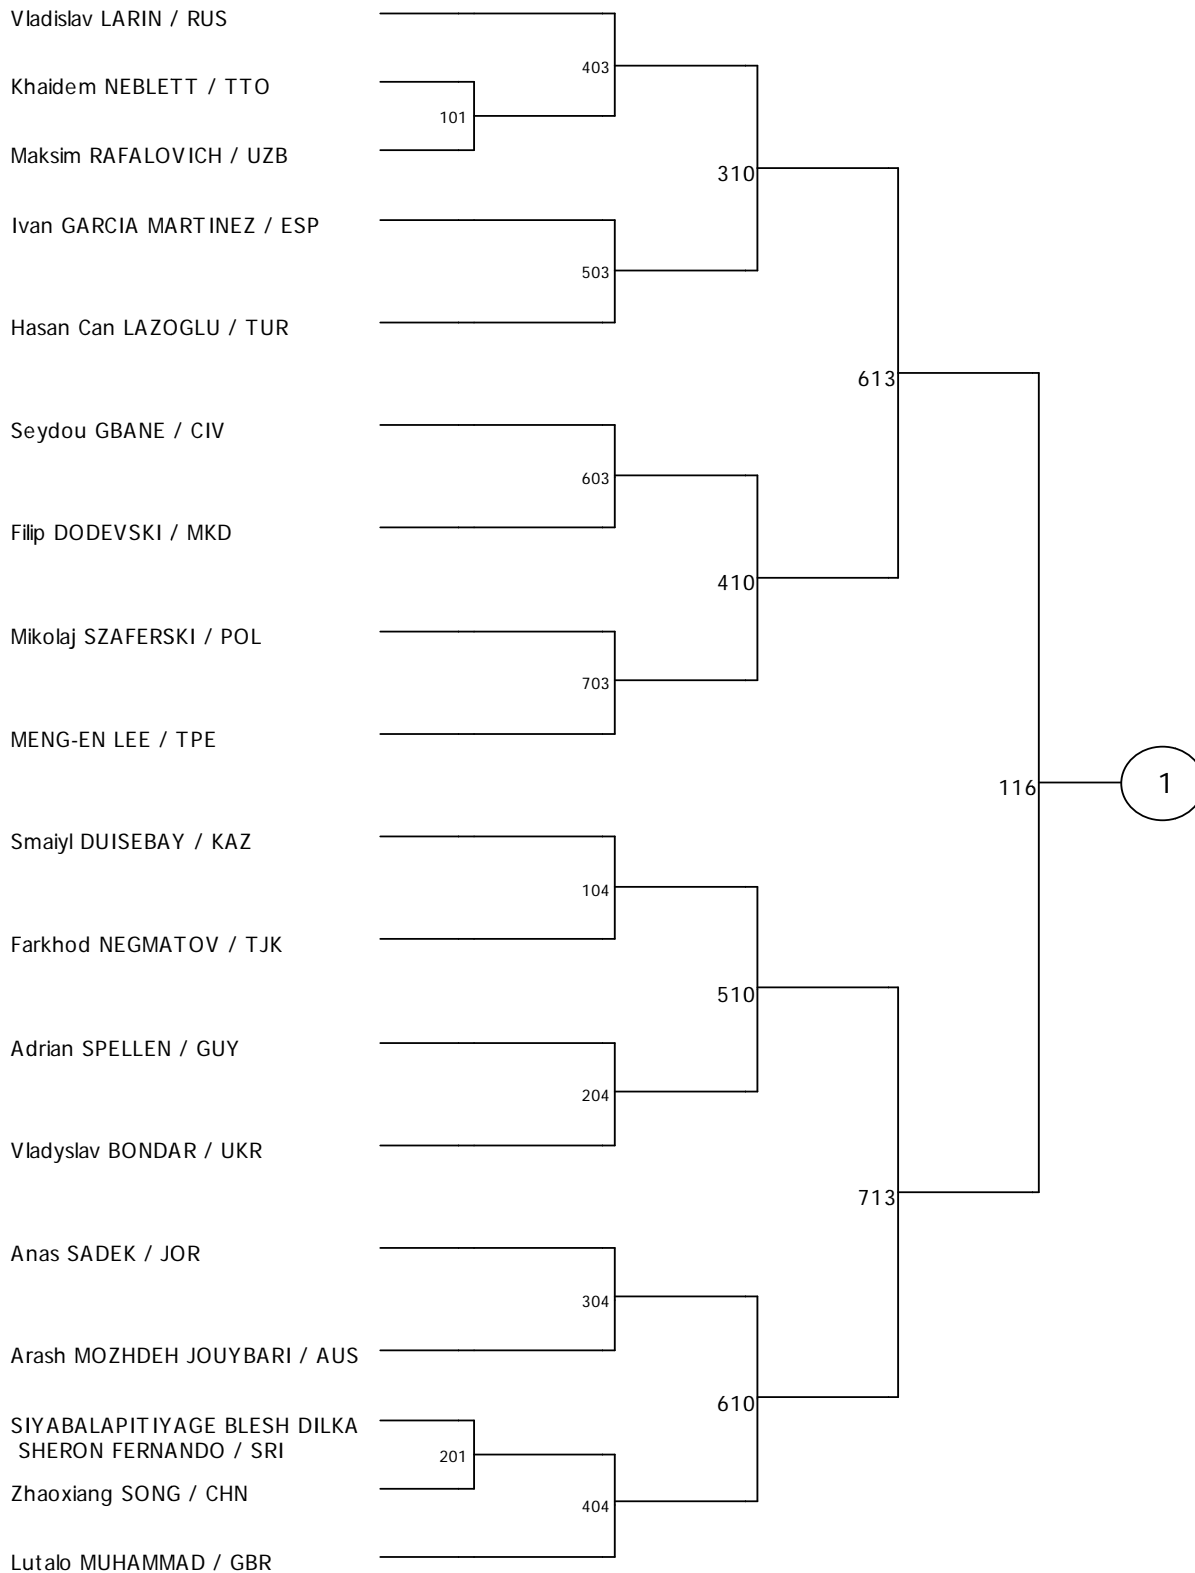 Vladislav LARIN / RUS
403
Khaidem NEBLETT / TTO
101
Maksim RAFALOVICH / UZB
310
Ivan GARCIA MARTINEZ / ESP
503
Hasan Can LAZOGLU / TUR
613
Seydou GBANE / CIV
603
Filip DODEVSKI / MKD
410
Mikolaj SZAFERSKI / POL
703
MENG-EN LEE / TPE
116
1
Smaiyl DUISEBAY / KAZ
104
Farkhod NEGMATOV / TJK
510
Adrian SPELLEN / GUY
204
Vladyslav BONDAR / UKR
713
Anas SADEK / JOR
304
Arash MOZHDEH JOUYBARI / AUS
610
SIYABALAPITIYAGE BLESH DILKA
SHERON FERNANDO / SRI
201
Zhaoxiang SONG / CHN
404
Lutalo MUHAMMAD / GBR